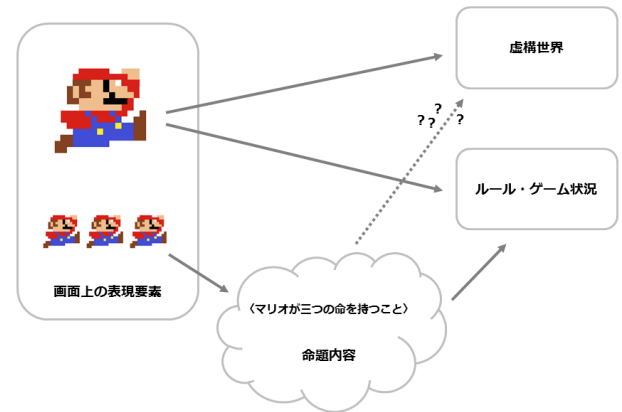 虚構世界
?
? ? ?
ルール・ゲーム状況
画面上の表現要素
〈マリオが三つの命を持つこと〉
命題内容